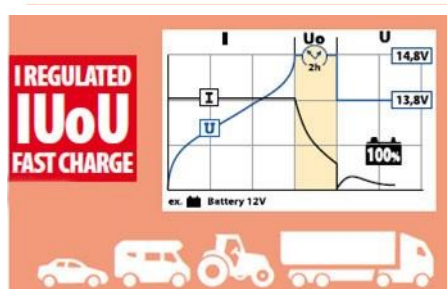 I Uo U
I REGULATED
IUoU
FAST CHARGE
2h
14,8V
I
13,8V
U
100%
ex. Battery 12V